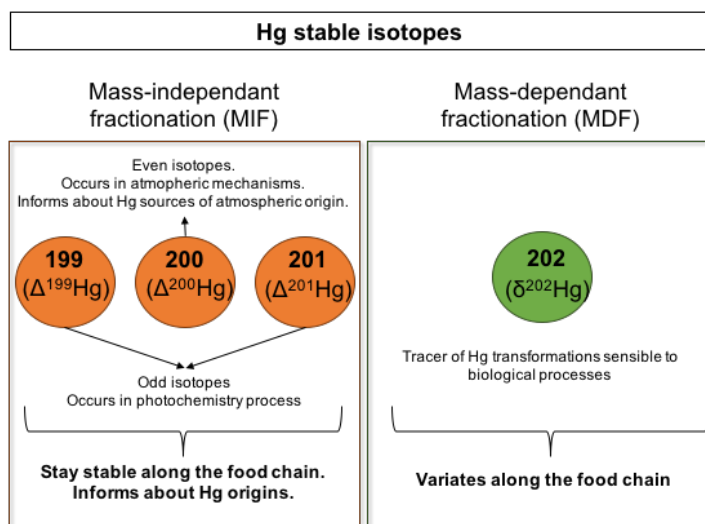 Hg stable isotopes
Mass-independant
fractionation (MIF)
Even isotopes.
Occurs in atmopheric mechanisms.
Informs about Hg sources of atmospheric origin.
199
(Δ¹⁹⁹Hg)
200
(Δ²⁰⁰Hg)
201
(Δ²⁰¹Hg)
Odd isotopes
Occurs in photochemistry process
Stay stable along the food chain.
Informs about Hg origins.
Mass-dependant
fractionation (MDF)
202
(δ²⁰²Hg)
Tracer of Hg transformations sensible to
biological processes
Variates along the food chain